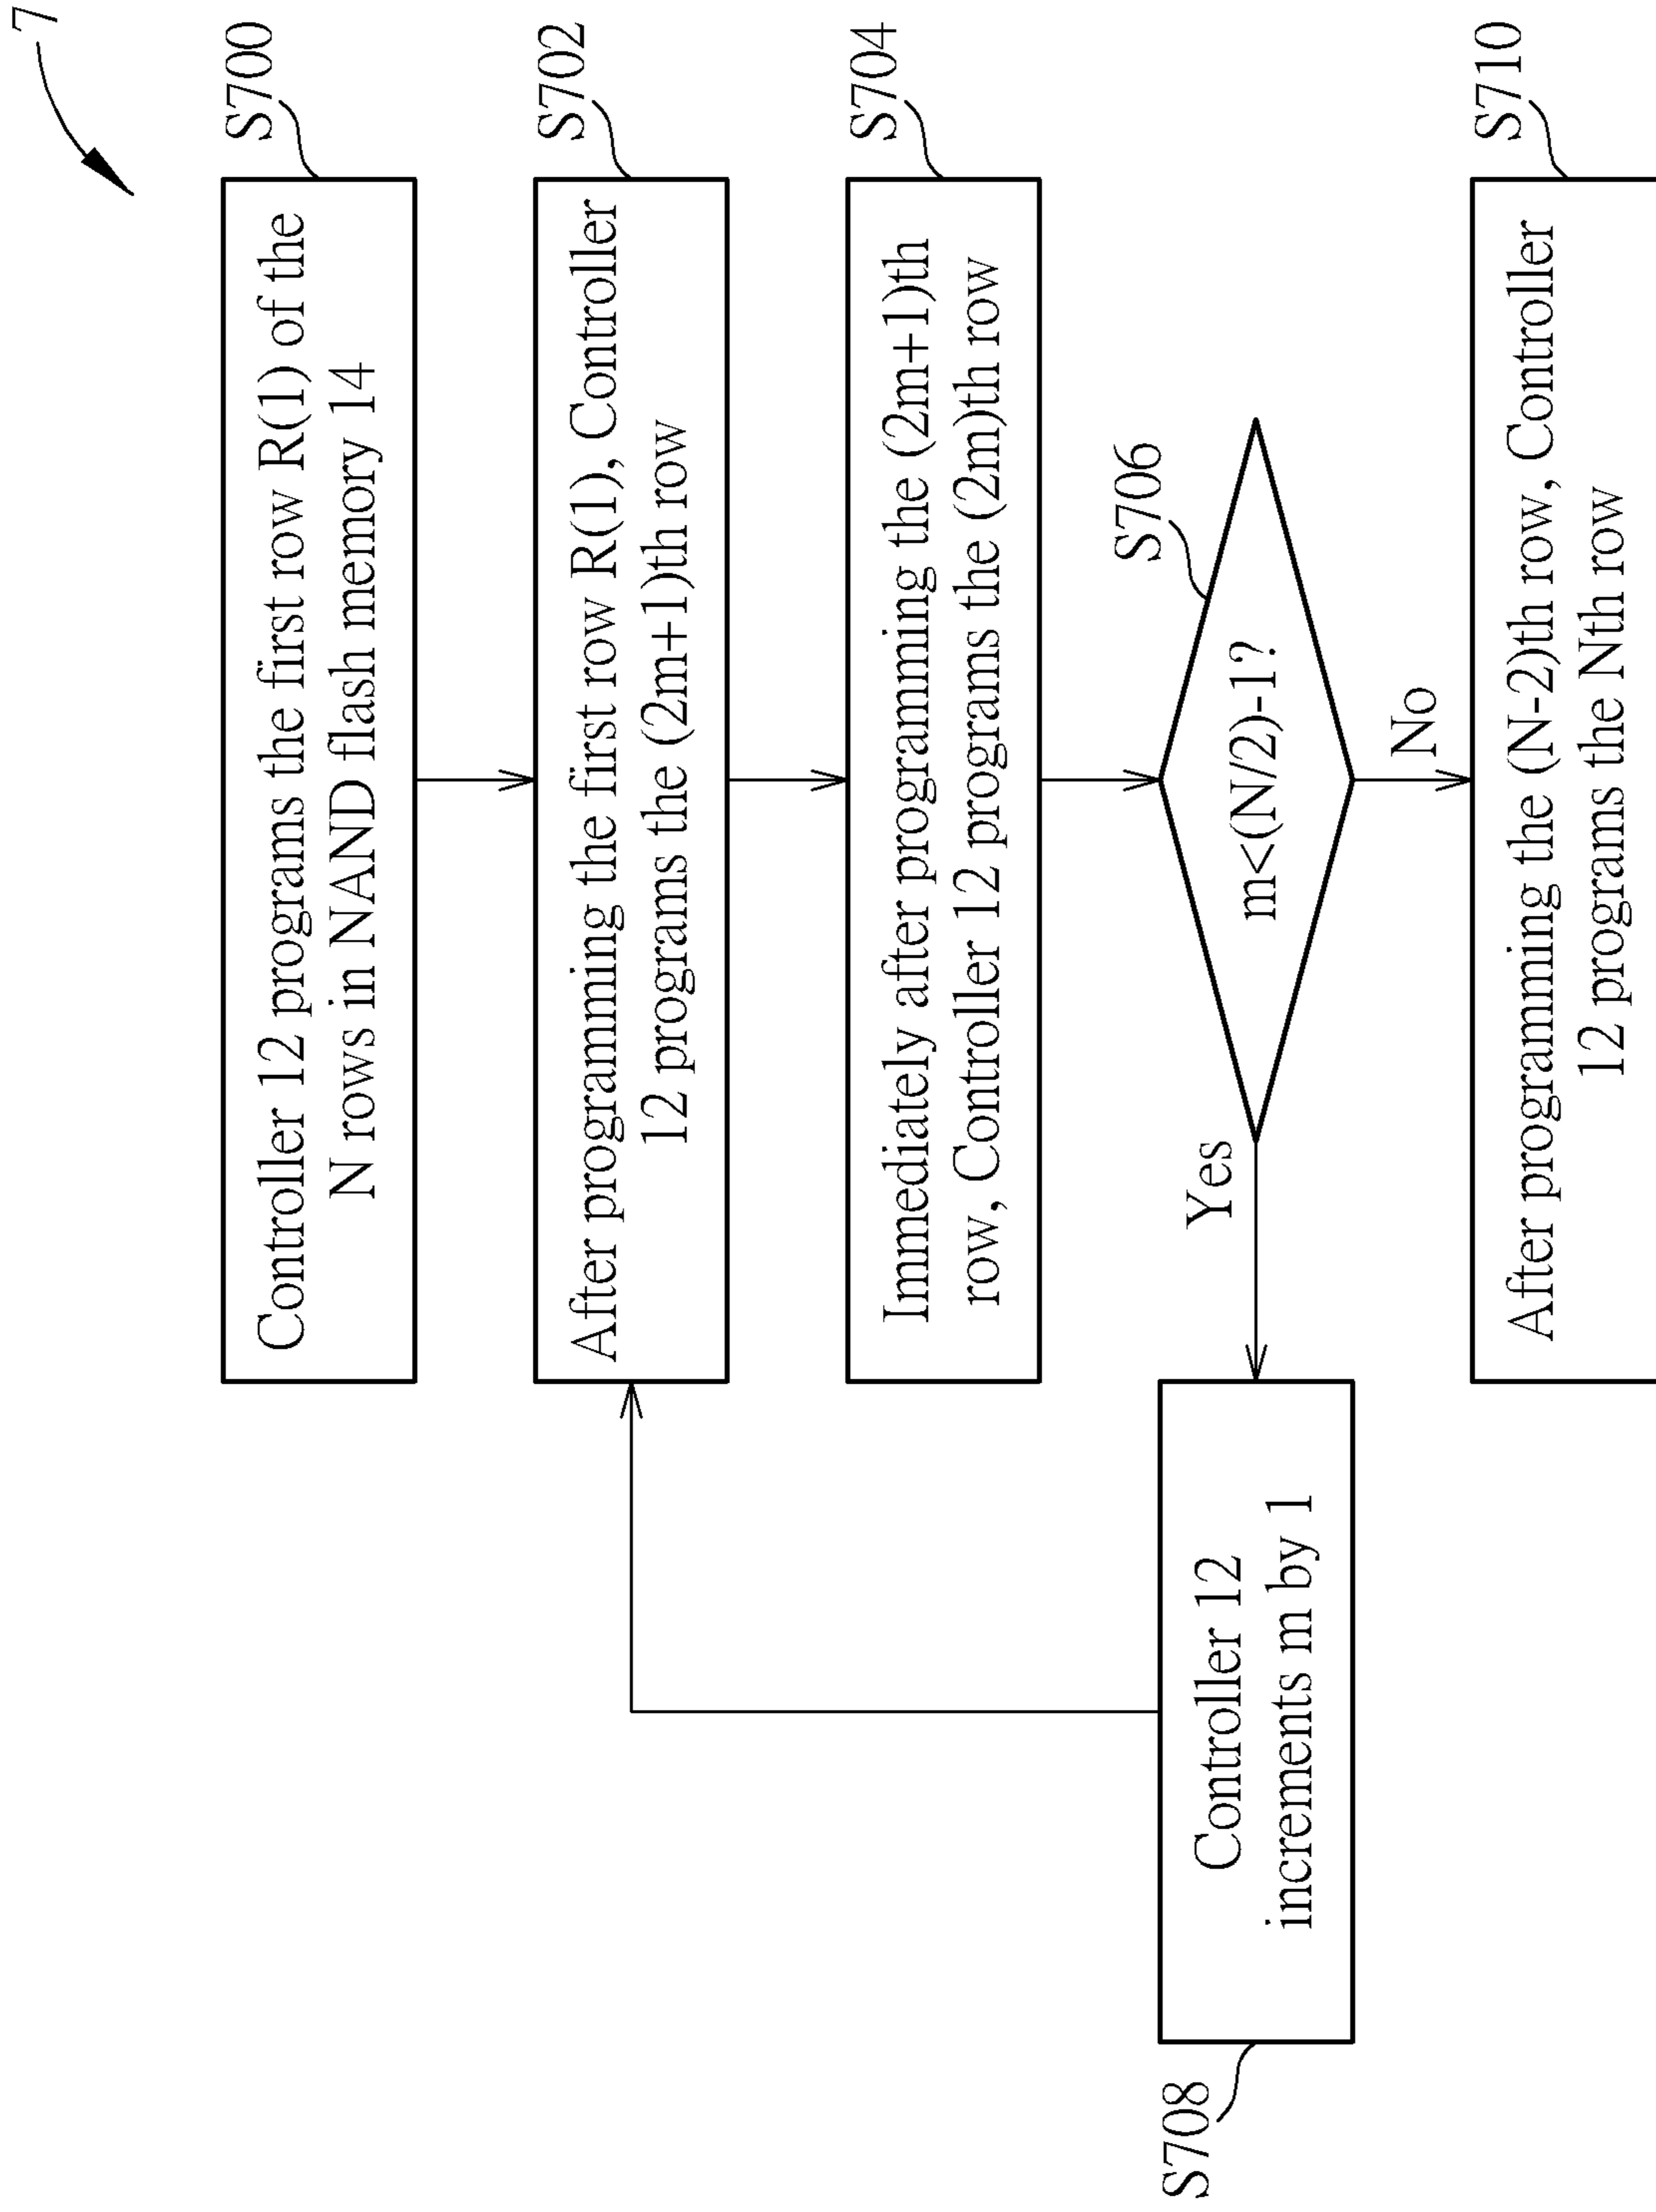 7
S700
Controller 12 programs the first row R(1) of the
N rows in NAND flash memory 14
S702
After programming the first row R(1), Controller
12 programs the (2m+1)th row
S704
Immediately after programming the (2m+1)th
row, Controller 12 programs the (2m)th row
S706
m<(N/2)-1?
Yes
No
S708
Controller 12
increments m by 1
S710
After programming the (N-2)th row, Controller
12 programs the Nth row